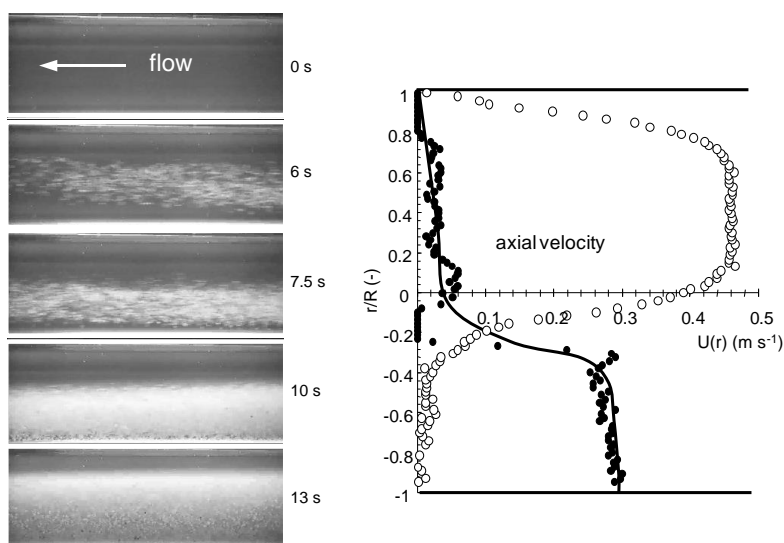 flow
0 s
6 s
7.5 s
10 s
13 s
1
0.8
0.6
0.4
0.2
0
-0.2
-0.4
-0.6
-0.8
-1
r/R (-)
axial velocity
0 0.1 0.2 0.3 0.4 0.5
U(r) (m s⁻¹)